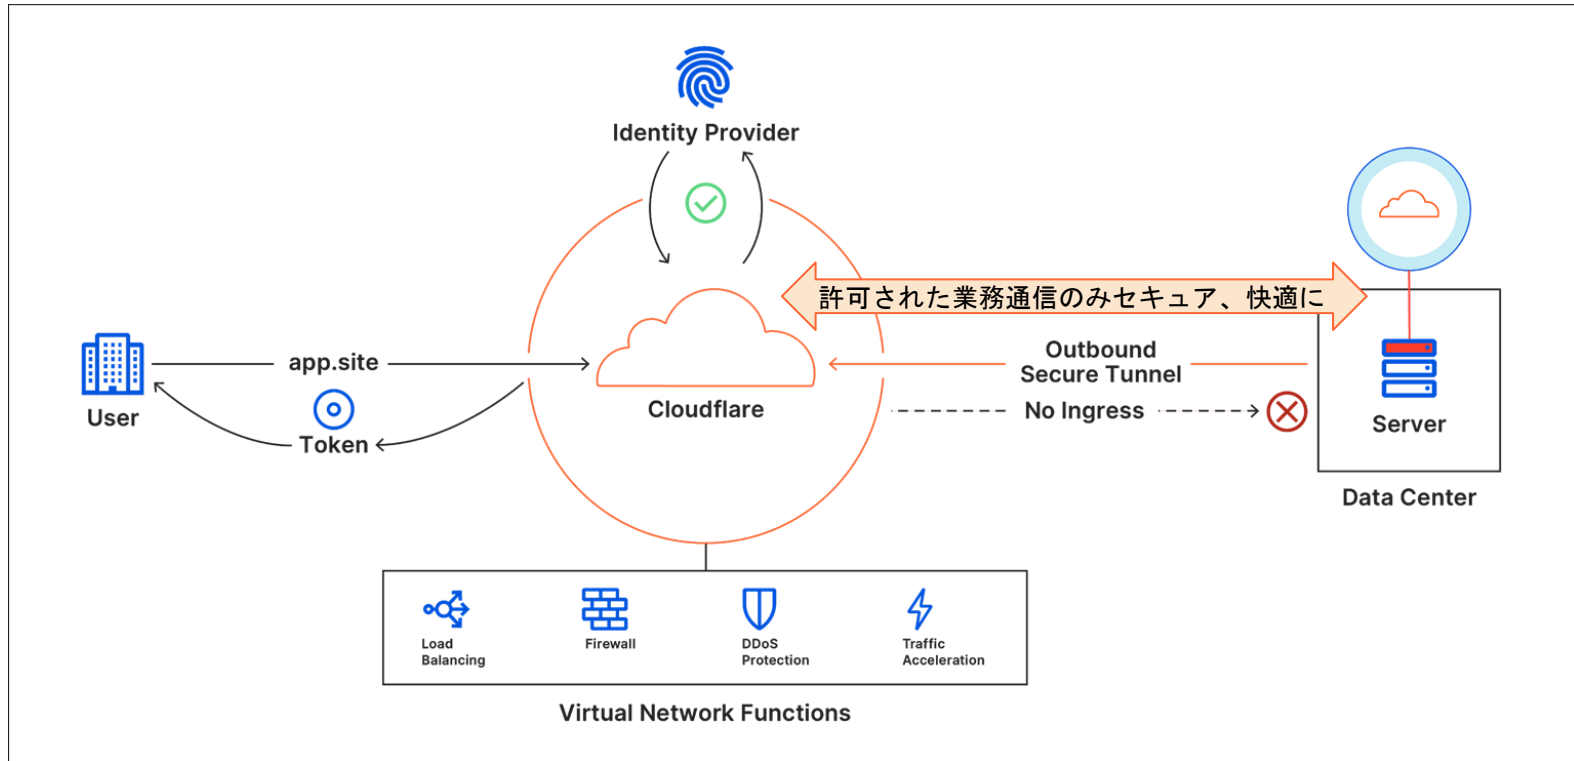 Identity Provider
許可された業務通信のみセキュア、快適に
app.site
User
Token
Cloudflare
Outbound
Secure Tunnel
No Ingress
Server
Data Center
Load
Balancing
Firewall
DDoS
Protection
Traffic
Acceleration
Virtual Network Functions